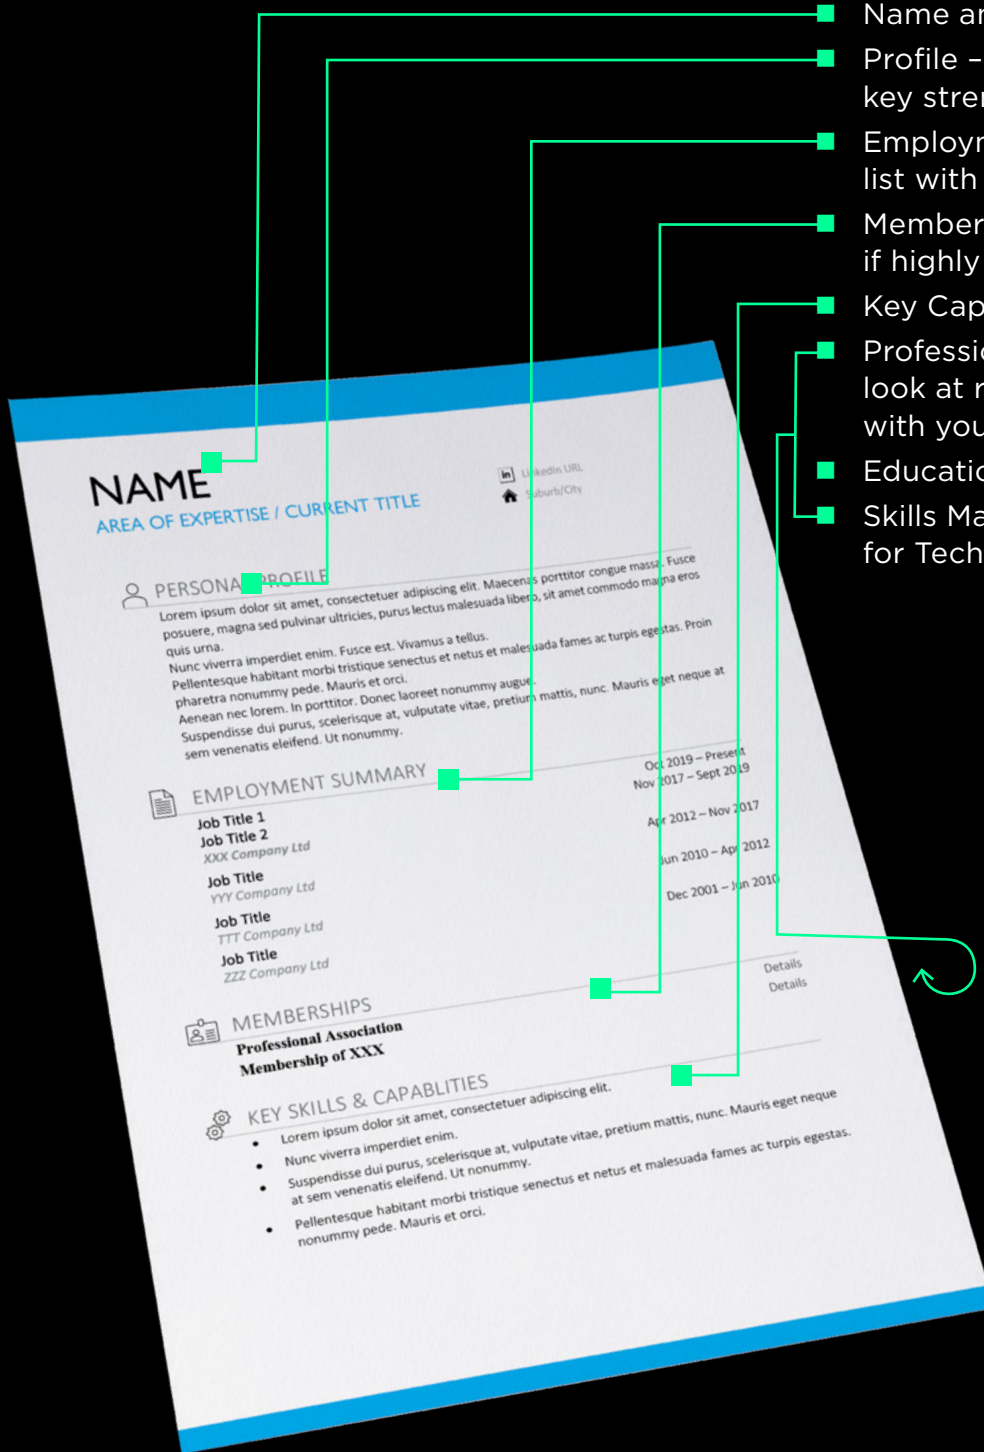 Name
Profile –
key
Employ
list with
Member
if highly
Key Cap
Professio
look at
with you
Educatio
Skills Ma
for Tech
NAME
AREA OF EXPERTISE / CURRENT TITLE
in LinkedIn URL
Suburb/City
PERSONAL PROFILE
Lorem ipsum dolor sit amet, consectetuer adipiscing elit. Maecenas porttitor congue massa. Fusce
posuere, magna sed pulvinar ultricies, purus lectus malesuada libero, sit amet commodo magna eros
quis urna.
Nunc viverra imperdiet enim. Fusce est. Vivamus a tellus.
Pellentesque habitant morbi tristique senectus et netus et malesuada fames ac turpis egestas. Proin
pharetra nonummy pede. Mauris et orci.
Aenean nec lorem. In porttitor. Donec laoreet nonummy augue.
Suspendisse dui purus, scelerisque at, vulputate vitae, pretium mattis, nunc. Mauris eget neque at
sem venenatis eleifend. Ut nonummy.
EMPLOYMENT SUMMARY
Job Title 1 Oct 2019 – Present
Job Title 2 Nov 2017 – Sept 2019
XXX Company Ltd
Job Title Apr 2012 – Nov 2017
YYY Company Ltd
Job Title Jun 2010 – Apr 2012
TTT Company Ltd
Job Title Dec 2001 – Jun 2010
ZZZ Company Ltd
MEMBERSHIPS
Professional Association Details
Membership of XXX Details
KEY SKILLS & CAPABLITIES
• Lorem ipsum dolor sit amet, consectetuer adipiscing elit.
• Nunc viverra imperdiet enim.
• Suspendisse dui purus, scelerisque at, vulputate vitae, pretium mattis, nunc. Mauris eget neque
at sem venenatis eleifend. Ut nonummy.
• Pellentesque habitant morbi tristique senectus et netus et malesuada fames ac turpis egestas.
nonummy pede. Mauris et orci.